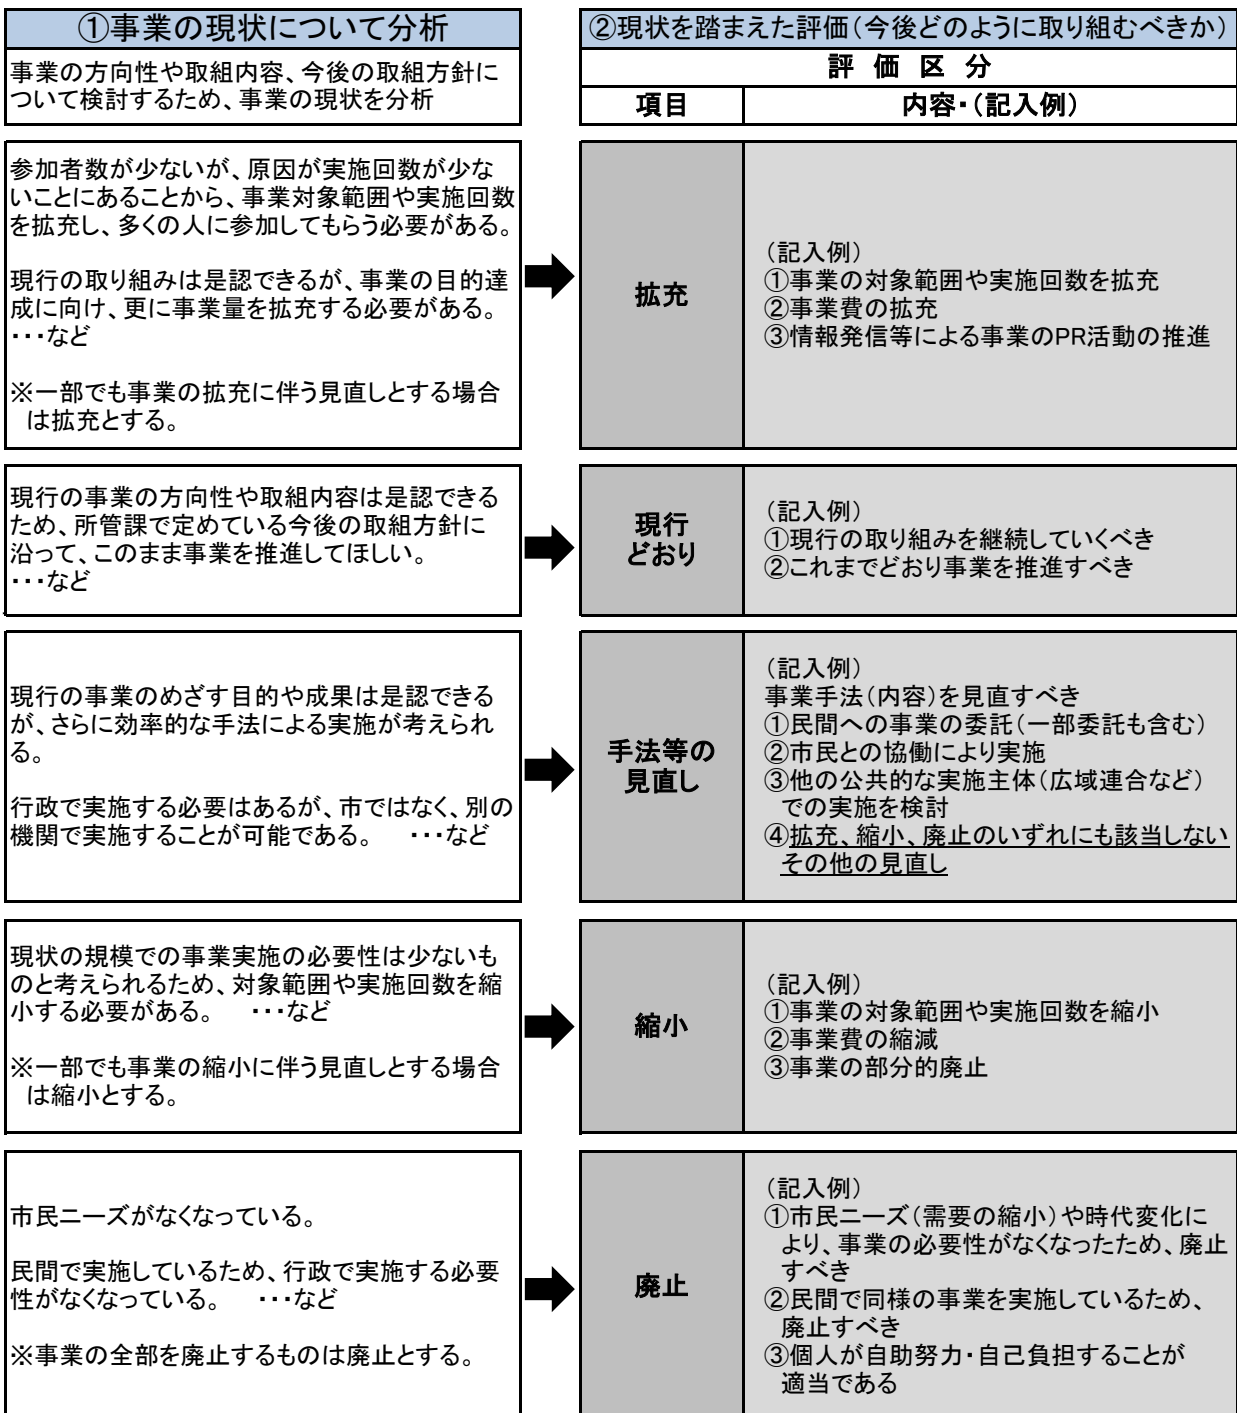 ①事業の現状について分析
事業の方向性や取組内容、今後の取組方針に
ついて検討するため、事業の現状を分析
②現状を踏まえた評価（今後どのように取り組むべきか）
評 価 区 分
項目
内容・（記入例）
参加者数が少ないが、原因が実施回数が少な
いことにあることから、事業対象範囲や実施回数
を拡充し、多くの人に参加してもらう必要がある。
現行の取り組みは是認できるが、事業の目的達
成に向け、更に事業量を拡充する必要がある。
・・・など
※一部でも事業の拡充に伴う見直しとする場合
は拡充とする。
拡充
（記入例）
①事業の対象範囲や実施回数を拡充
②事業費の拡充
③情報発信等による事業のPR活動の推進
現行の事業の方向性や取組内容は是認できる
ため、所管課で定めている今後の取組方針に
沿って、このまま事業を推進してほしい。
・・・など
現行
どおり
（記入例）
①現行の取り組みを継続していくべき
②これまでどおり事業を推進すべき
現行の事業のめざす目的や成果は是認できる
が、さらに効率的な手法による実施が考えられ
る。
行政で実施する必要はあるが、市ではなく、別の
機関で実施することが可能である。　・・・など
手法等の
見直し
（記入例）
事業手法（内容）を見直すべき
①民間への事業の委託（一部委託も含む）
②市民との協働により実施
③他の公共的な実施主体（広域連合など）
での実施を検討
④拡充、縮小、廃止のいずれにも該当しない
その他の見直し
現状の規模での事業実施の必要性は少ないも
のと考えられるため、対象範囲や実施回数を縮
小する必要がある。　・・・など
※一部でも事業の縮小に伴う見直しとする場合
は縮小とする。
縮小
（記入例）
①事業の対象範囲や実施回数を縮小
②事業費の縮減
③事業の部分的廃止
市民ニーズがなくなっている。
民間で実施しているため、行政で実施する必要
性がなくなっている。　・・・など
※事業の全部を廃止するものは廃止とする。
廃止
（記入例）
①市民ニーズ（需要の縮小）や時代変化に
より、事業の必要性がなくなったため、廃止
すべき
②民間で同様の事業を実施しているため、
廃止すべき
③個人が自助努力・自己負担することが
適当である